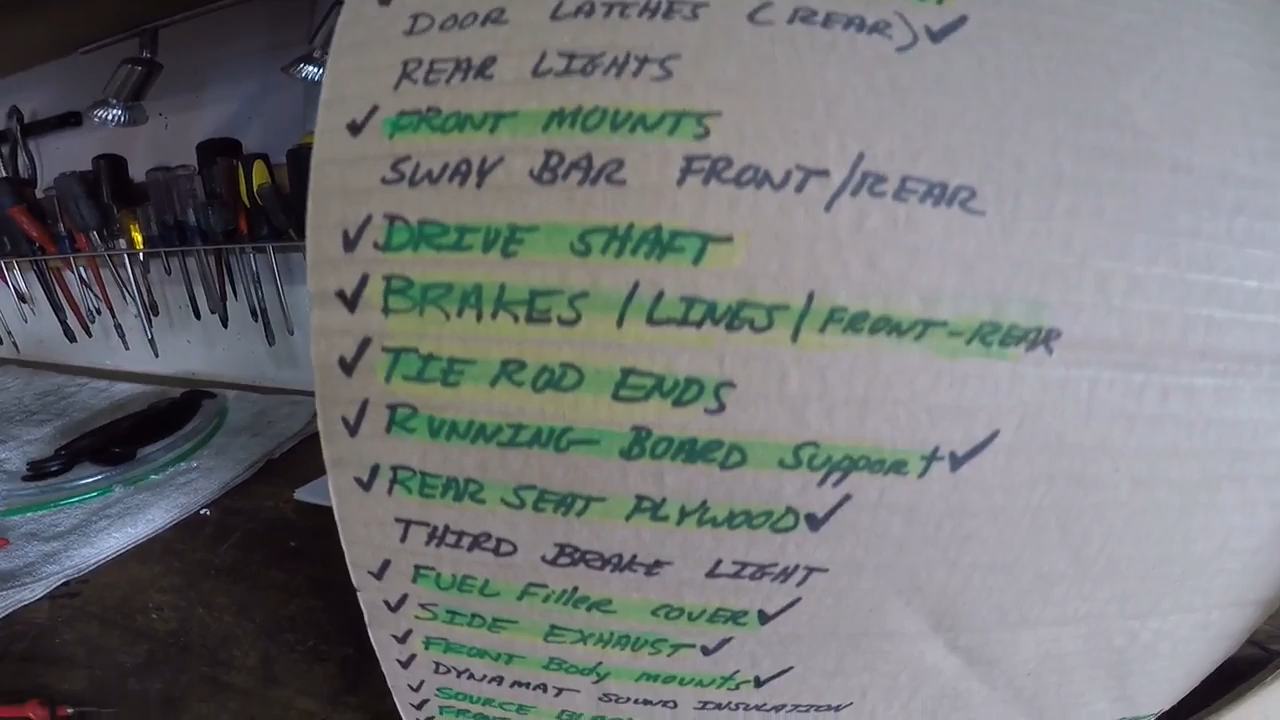 DOOR LATCHES (REAR) ✓
REAR LIGHTS
✓ FRONT MOUNTS
SWAY BAR FRONT/REAR
✓ DRIVE SHAFT
✓ BRAKES / LINES / FRONT-REAR
✓ TIE ROD ENDS
✓ RUNNING BOARD Support ✓
✓ REAR SEAT PLYWOOD ✓
THIRD BRAKE LIGHT
✓ FUEL Filler COVER ✓
✓ SIDE EXHAUST ✓
✓ FRONT Body mounts ✓
✓ DYNAMAT SOUND INSULATION
✓ SOURCE
FRONT